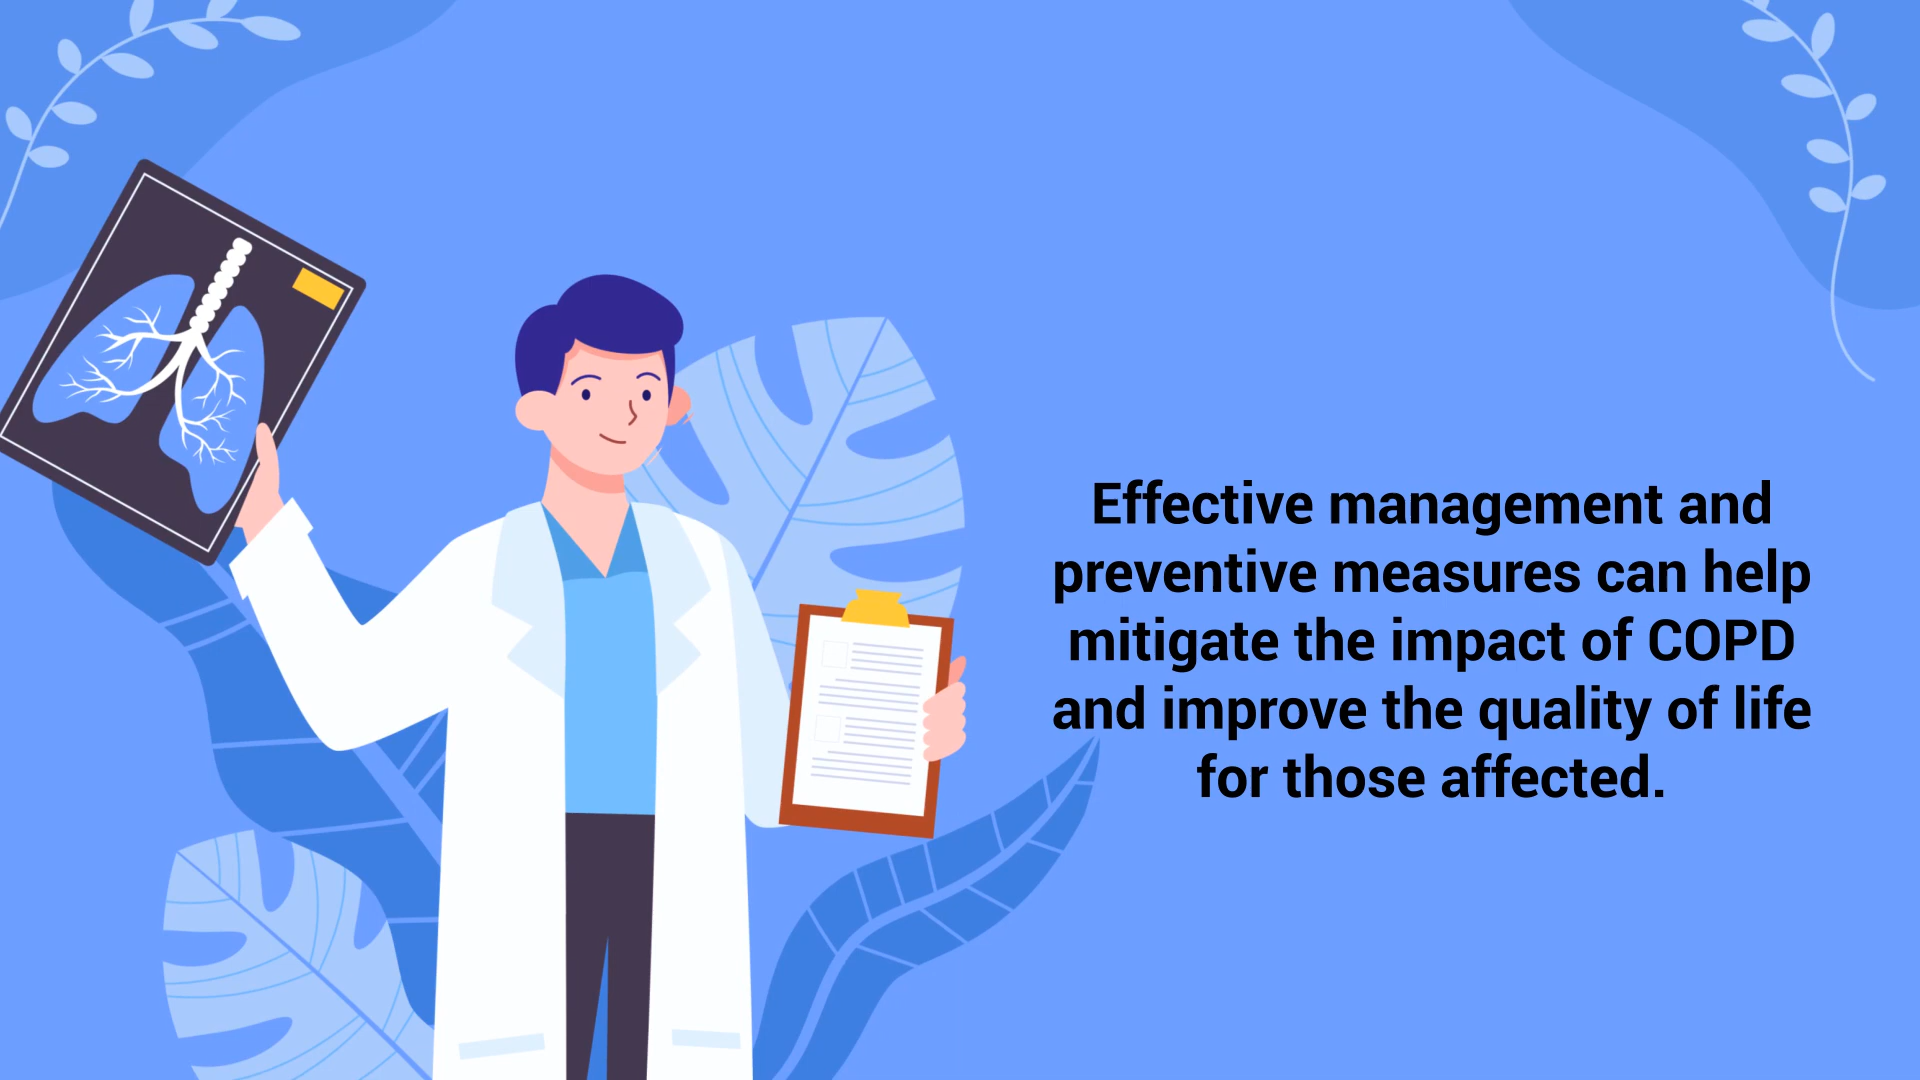 Effective management and
preventive measures can help
mitigate the impact of COPD
and improve the quality of life
for those affected.